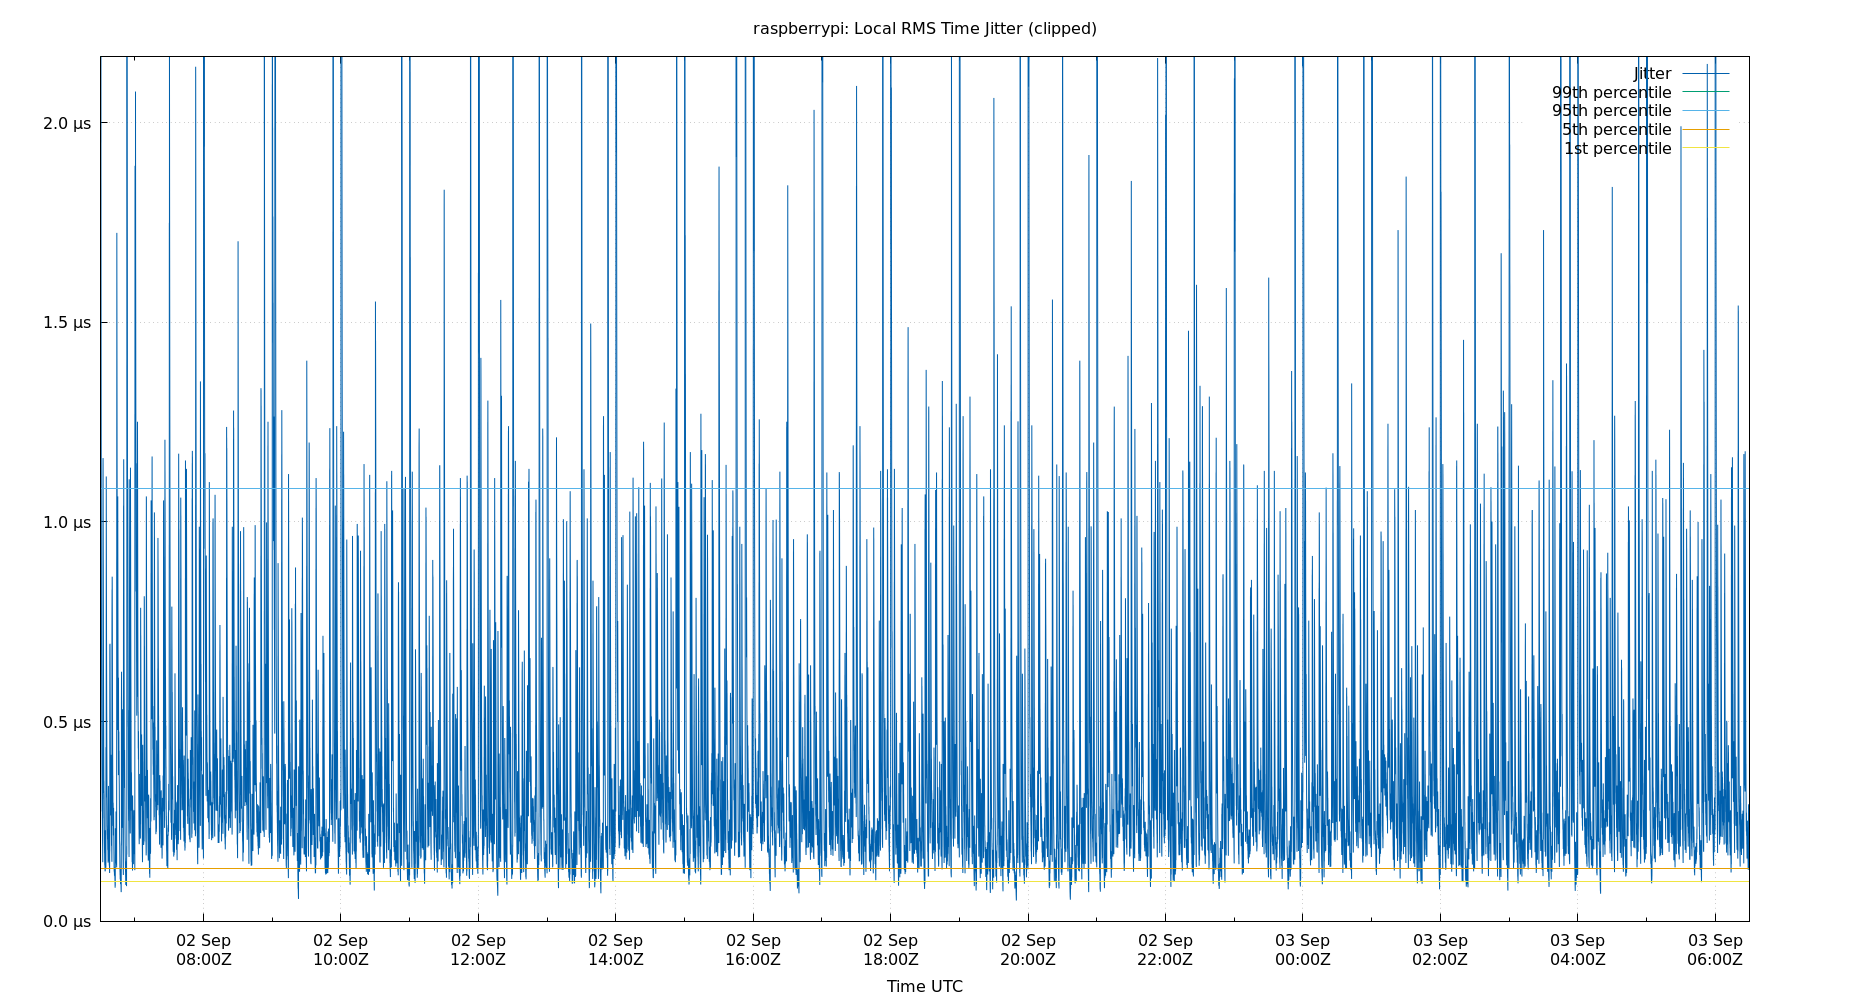 raspberrypi: Local RMS Time Jitter (clipped)
Jitter
99th percentile
95th percentile
5th percentile
1st percentile
2.0 μs
1.5 μs
1.0 μs
0.5 μs
0.0 μs
02 Sep 02 Sep 02 Sep 02 Sep 02 Sep 02 Sep 02 Sep 02 Sep 03 Sep 03 Sep 03 Sep 03 Sep
08:00Z 10:00Z 12:00Z 14:00Z 16:00Z 18:00Z 20:00Z 22:00Z 00:00Z 02:00Z 04:00Z 06:00Z
Time UTC